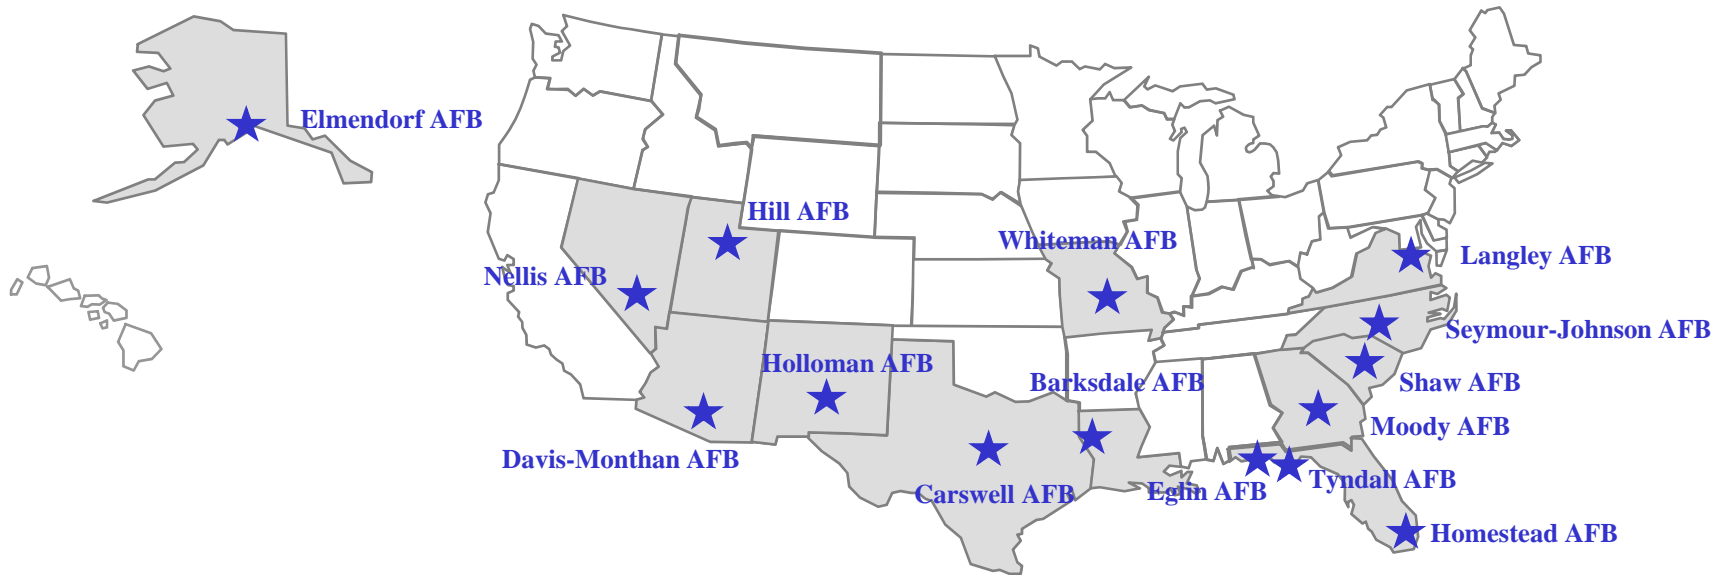 Elmendorf AFB
Hill AFB
Whiteman AFB
Langley AFB
Nellis AFB
Seymour-Johnson AFB
Holloman AFB
Barksdale AFB
Shaw AFB
Moody AFB
Davis-Monthan AFB
Carswell AFB
Eglin AFB
Tyndall AFB
Homestead AFB